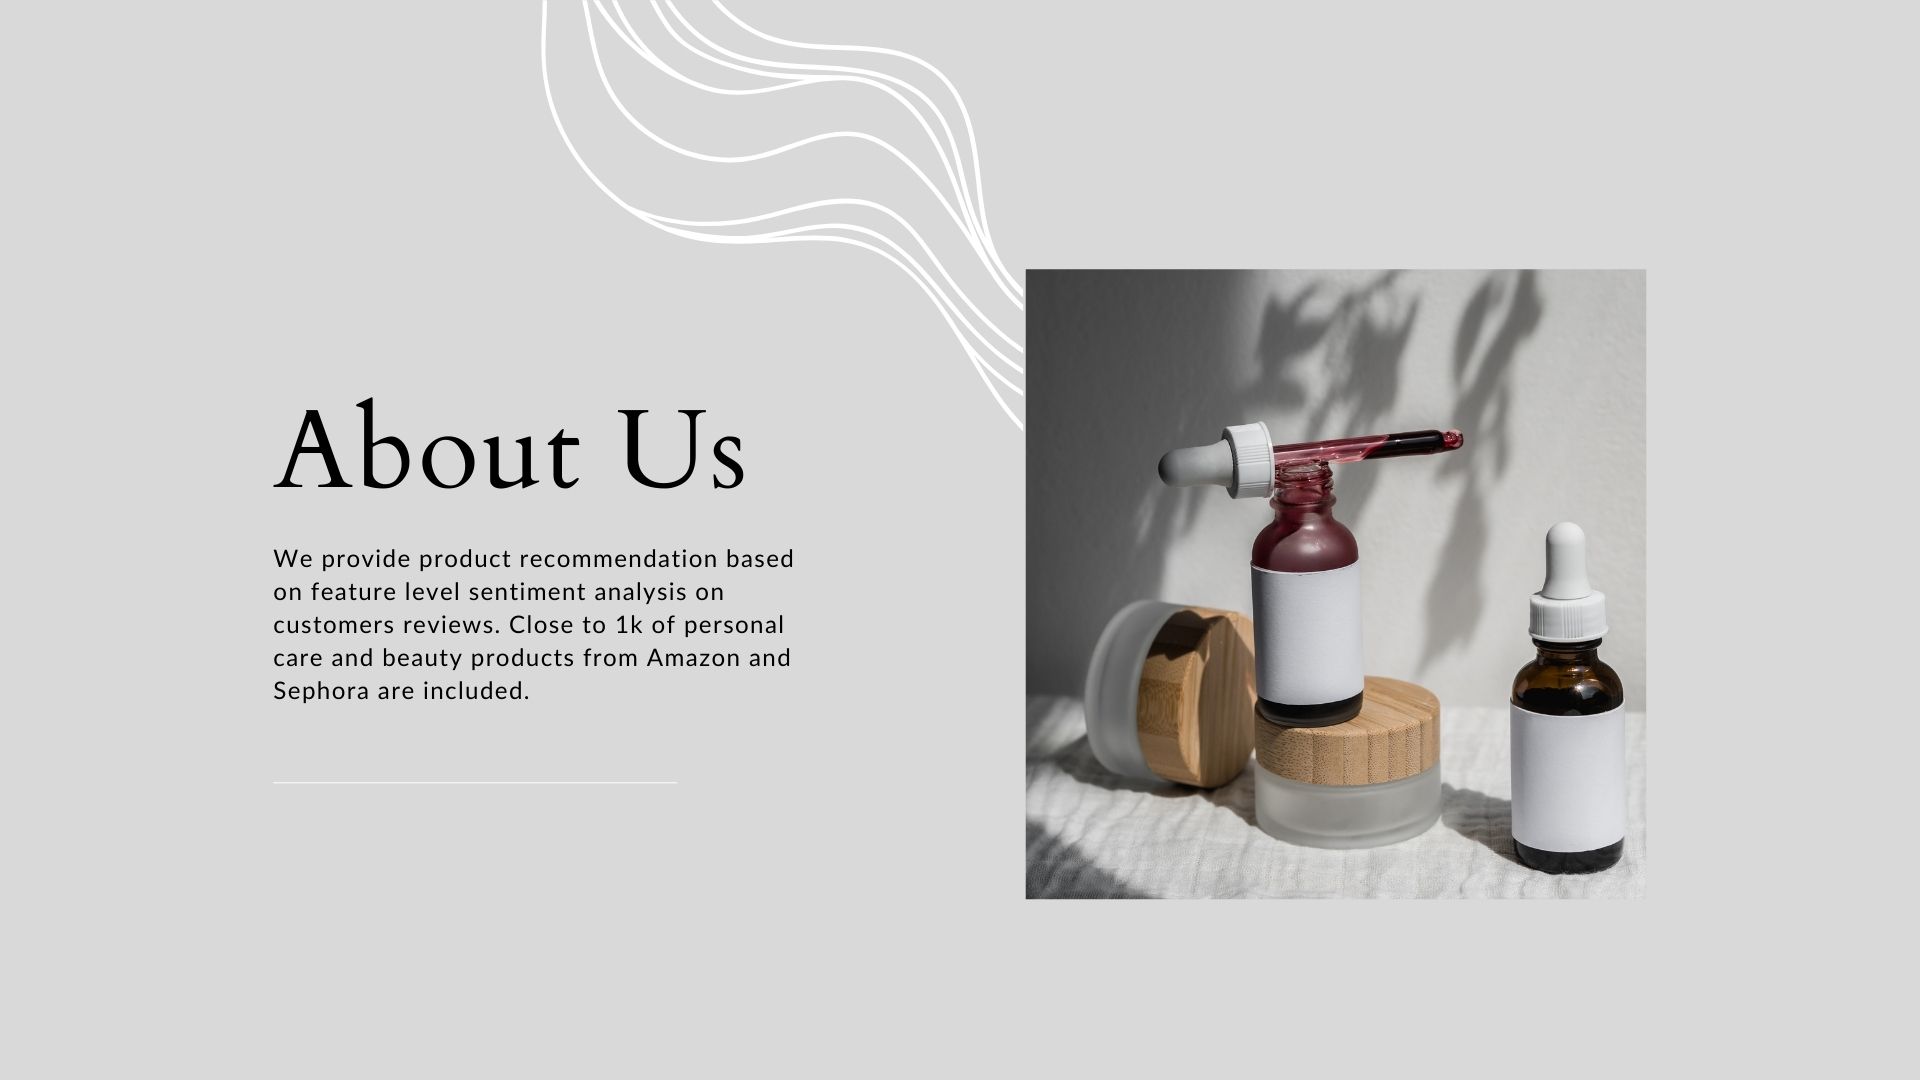 About Us
We provide product recommendation based
on feature level sentiment analysis on
customers reviews. Close to 1k of personal
care and beauty products from Amazon and
Sephora are included.